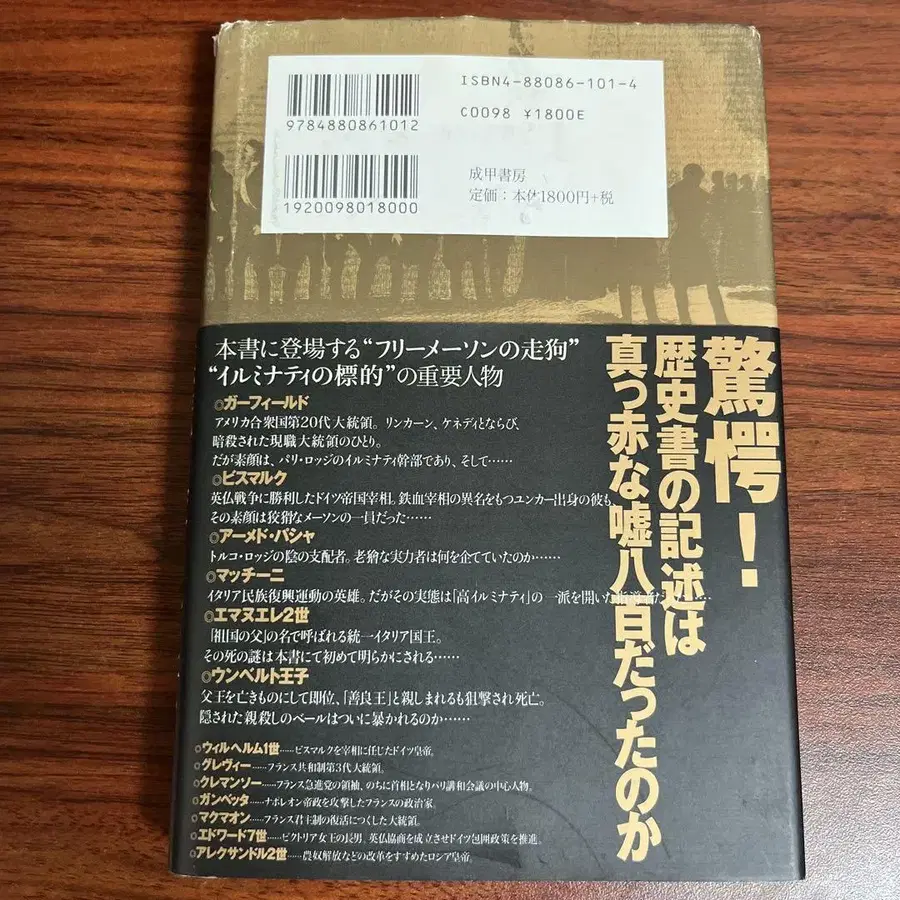 ISBN4-88086-101-4
C0098 ¥1800E
9784880861012
1920098018000
成甲書房
定価：本体1800円+税
驚愕！
歴史書の記述は
真っ赤な嘘八百だったのか
本書に登場する“フリーメーソンの走狗”
“イルミナティの標的”の重要人物
◎ガーフィールド
アメリカ合衆国第20代大統領。リンカーン、ケネディとならび、
暗殺された現職大統領のひとり。
だが素顔は、パリ・ロッジのイルミナティ幹部であり、そして……
◎ビスマルク
英仏戦争に勝利したドイツ帝国宰相。鉄血宰相の異名をもつユンカー出身の彼も、
その素顔は狡猾なメーソンの一員だった……
◎アーメド・パシャ
トルコ・ロッジの陰の支配者。老獪な実力者は何を企てていたのか……
◎マッチーニ
イタリア民族復興運動の英雄。だがその実態は「高イルミナティ」の一派を開いた指導者だ……
◎エマヌエレ2世
「祖国の父」の名で呼ばれる統一イタリア国王。
その死の謎は本書にて初めて明らかにされる……
◎ウンベルト王子
父王を亡きものにして即位、「善良王」と親しまれるも狙撃され死亡。
隠された親殺しのベールはついに暴かれるのか……
◎ウィルヘルム1世……ビスマルクを宰相に任じたドイツ皇帝。
◎グレヴィー……フランス共和制第3代大統領。
◎クレマンソー……フランス急進党の領袖、のちに首相となりパリ講和会議の中心人物。
◎ガンベッタ……ナポレオン帝政を攻撃したフランスの政治家。
◎マクマオン……フランス君主制の復活につくした大統領。
◎エドワード7世……ビクトリア女王の長男。英仏協商を成立させドイツ包囲政策を推進。
◎アレクサンドル2世……農奴解放などの改革をすすめたロシア皇帝。